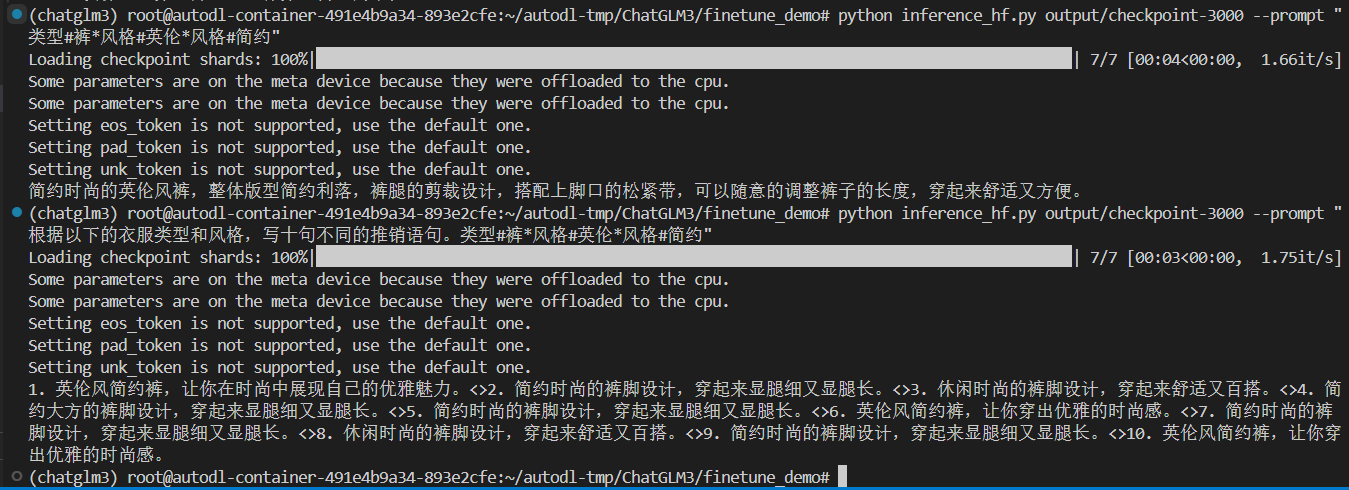 (chatglm3) root@autodl-container-491e4b9a34-893e2cfe:~/autodl-tmp/ChatGLM3/finetune_demo# python inference_hf.py output/checkpoint-3000 --prompt "
类型#裤*风格#英伦*风格#简约"
Loading checkpoint shards: 100%|| 7/7 [00:04<00:00,  1.66it/s]
Some parameters are on the meta device because they were offloaded to the cpu.
Some parameters are on the meta device because they were offloaded to the cpu.
Setting eos_token is not supported, use the default one.
Setting pad_token is not supported, use the default one.
Setting unk_token is not supported, use the default one.
简约时尚的英伦风裤，整体版型简约利落，裤腿的剪裁设计，搭配上脚口的松紧带，可以随意的调整裤子的长度，穿起来舒适又方便。
(chatglm3) root@autodl-container-491e4b9a34-893e2cfe:~/autodl-tmp/ChatGLM3/finetune_demo# python inference_hf.py output/checkpoint-3000 --prompt "
根据以下的衣服类型和风格，写十句不同的推销语句。类型#裤*风格#英伦*风格#简约"
Loading checkpoint shards: 100%|| 7/7 [00:03<00:00,  1.75it/s]
Some parameters are on the meta device because they were offloaded to the cpu.
Some parameters are on the meta device because they were offloaded to the cpu.
Setting eos_token is not supported, use the default one.
Setting pad_token is not supported, use the default one.
Setting unk_token is not supported, use the default one.
1. 英伦风简约裤，让你在时尚中展现自己的优雅魅力。<>2. 简约时尚的裤脚设计，穿起来显腿细又显腿长。<>3. 休闲时尚的裤脚设计，穿起来舒适又百搭。<>4. 简
约大方的裤脚设计，穿起来显腿细又显腿长。<>5. 简约时尚的裤脚设计，穿起来显腿细又显腿长。<>6. 英伦风简约裤，让你穿出优雅的时尚感。<>7. 简约时尚的裤
脚设计，穿起来显腿细又显腿长。<>8. 休闲时尚的裤脚设计，穿起来舒适又百搭。<>9. 简约时尚的裤脚设计，穿起来显腿细又显腿长。<>10. 英伦风简约裤，让你穿
出优雅的时尚感。
(chatglm3) root@autodl-container-491e4b9a34-893e2cfe:~/autodl-tmp/ChatGLM3/finetune_demo#